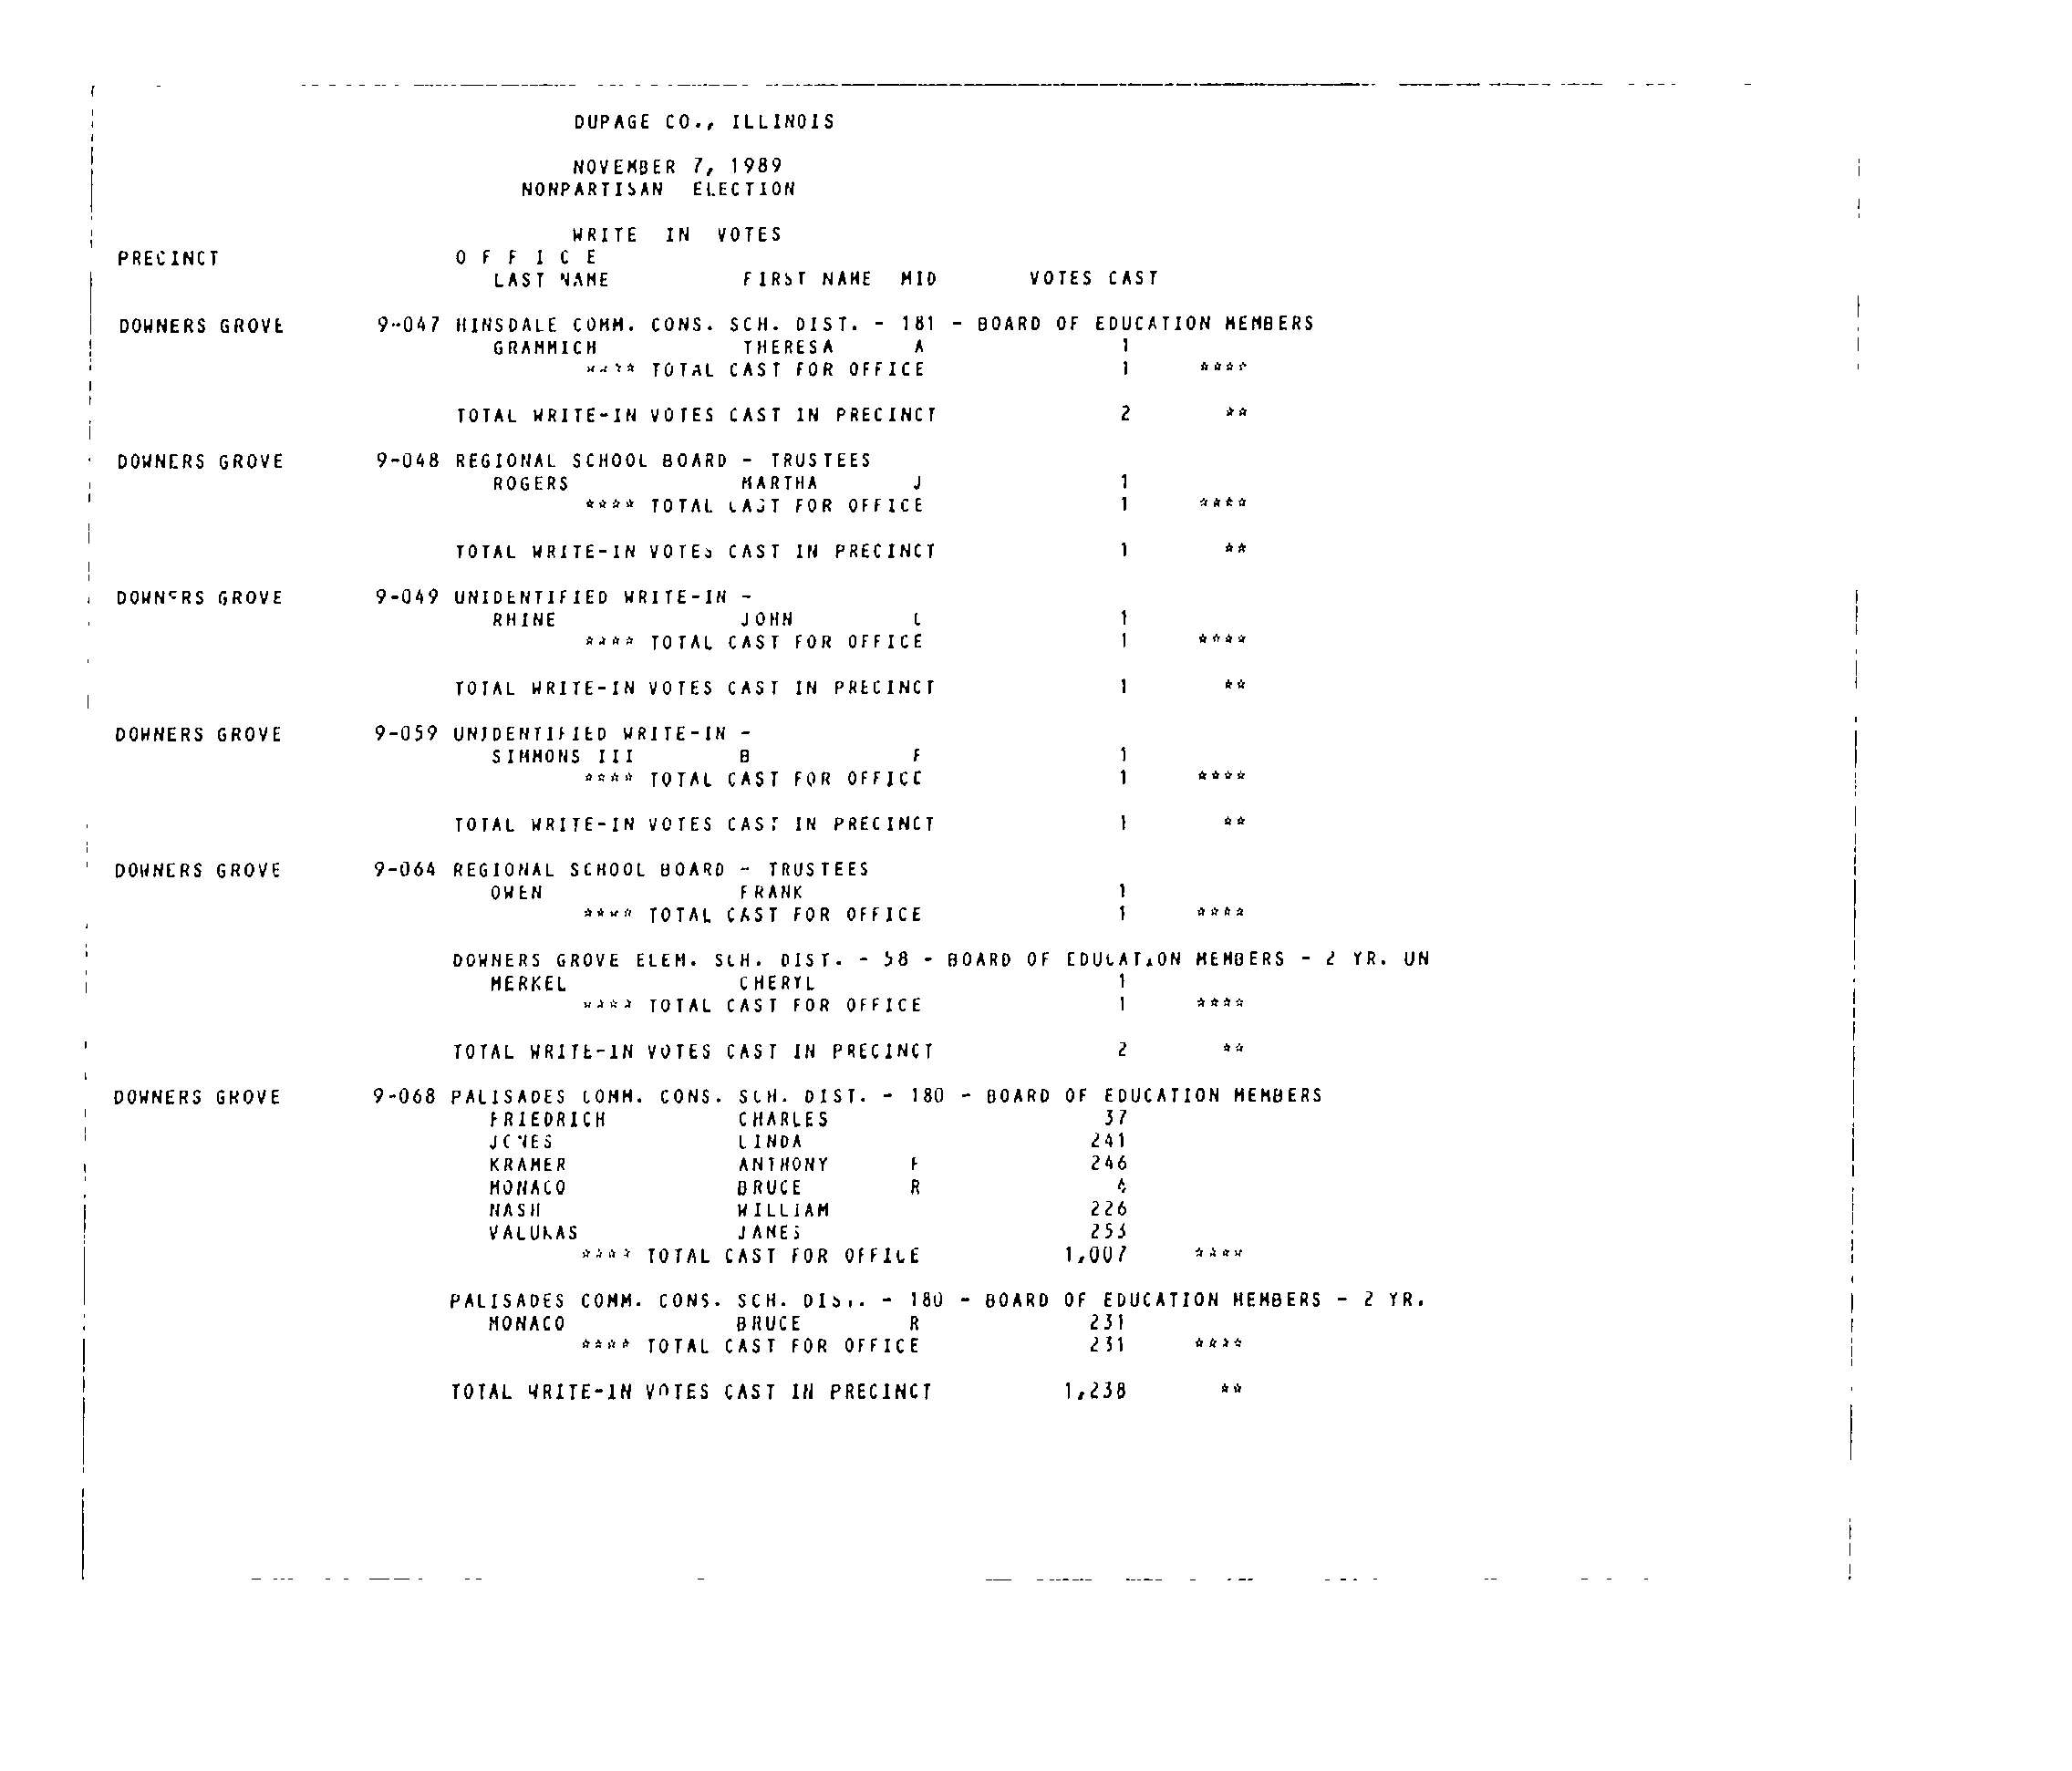 DUPAGE CO., ILLINOIS
NOVEMBER 7, 1989
NONPARTISAN ELECTION
WRITE IN VOTES
PRECINCT O F F I C E
LAST NAME FIRST NAME MID VOTES CAST
DOWNERS GROVE 9-047 HINSDALE COMM. CONS. SCH. DIST. - 181 - BOARD OF EDUCATION MEMBERS
GRAMMICH THERESA A 1
**** TOTAL CAST FOR OFFICE 1 ****
TOTAL WRITE-IN VOTES CAST IN PRECINCT 2 **
DOWNERS GROVE 9-048 REGIONAL SCHOOL BOARD - TRUSTEES
ROGERS MARTHA J 1
**** TOTAL CAST FOR OFFICE 1 ****
TOTAL WRITE-IN VOTES CAST IN PRECINCT 1 **
DOWNERS GROVE 9-049 UNIDENTIFIED WRITE-IN -
RHINE JOHN 1
**** TOTAL CAST FOR OFFICE 1 ****
TOTAL WRITE-IN VOTES CAST IN PRECINCT 1 **
DOWNERS GROVE 9-059 UNIDENTIFIED WRITE-IN -
SIMMONS III B F 1
**** TOTAL CAST FOR OFFICE 1 ****
TOTAL WRITE-IN VOTES CAST IN PRECINCT 1 **
DOWNERS GROVE 9-064 REGIONAL SCHOOL BOARD - TRUSTEES
OWEN FRANK 1
**** TOTAL CAST FOR OFFICE 1 ****
DOWNERS GROVE ELEM. SCH. DIST. - 58 - BOARD OF EDUCATION MEMBERS - 2 YR. UN
MERKEL CHERYL 1
**** TOTAL CAST FOR OFFICE 1 ****
TOTAL WRITE-IN VOTES CAST IN PRECINCT 2 **
DOWNERS GROVE 9-068 PALISADES COMM. CONS. SCH. DIST. - 180 - BOARD OF EDUCATION MEMBERS
FRIEDRICH CHARLES 37
JONES LINDA 241
KRAMER ANTHONY F 246
MONACO BRUCE R 4
NASH WILLIAM 226
VALUKAS JAMES 253
**** TOTAL CAST FOR OFFICE 1,007 ****
PALISADES COMM. CONS. SCH. DIST. - 180 - BOARD OF EDUCATION MEMBERS - 2 YR.
MONACO BRUCE R 231
**** TOTAL CAST FOR OFFICE 231 ****
TOTAL WRITE-IN VOTES CAST IN PRECINCT 1,238 **